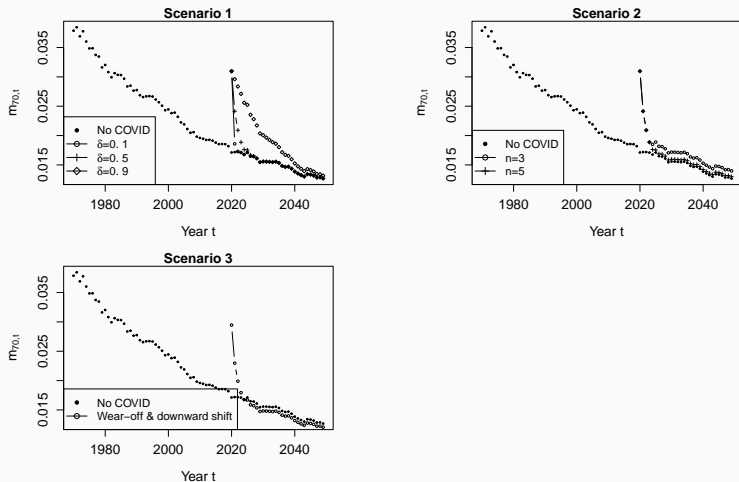 Scenario 1
0.035
0.025
0.015
m70,t
No COVID
δ=0. 1
δ=0. 5
δ=0. 9
1980 2000 2020 2040
Year t
Scenario 2
0.035
0.025
0.015
m70,t
No COVID
n=3
n=5
1980 2000 2020 2040
Year t
Scenario 3
0.035
0.025
0.015
m70,t
No COVID
Wear−off & downward shift
1980 2000 2020 2040
Year t